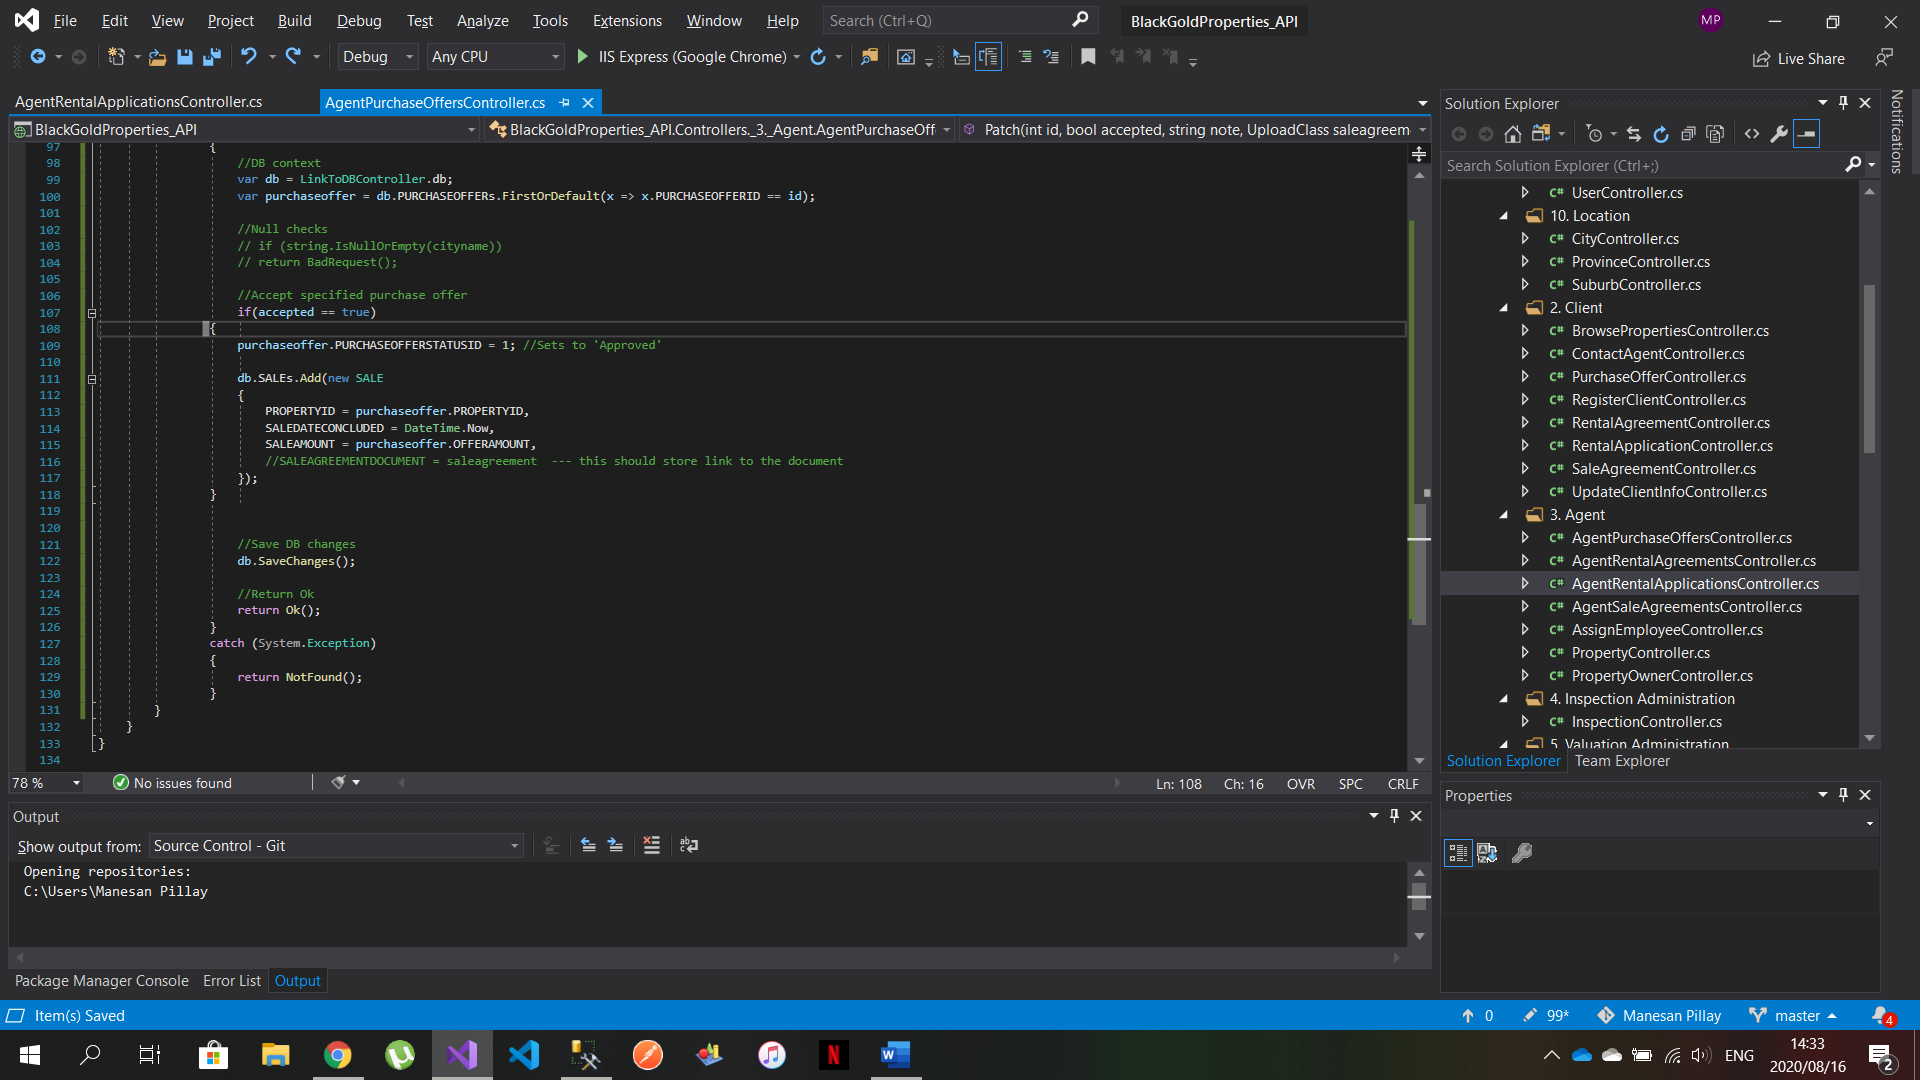 File Edit View Project Build Debug Test Analyze Tools Extensions Window Help Search (Ctrl+Q) BlackGoldProperties_API MP
Debug Any CPU IIS Express (Google Chrome) Live Share
AgentRentalApplicationsController.cs AgentPurchaseOffersController.cs
BlackGoldProperties_API BlackGoldProperties_API.Controllers._3._Agent.AgentPurchaseOff Patch(int id, bool accepted, string note, UploadClass saleagreem
97 {
98 //DB context
99 var db = LinkToDBController.db;
100 var purchaseoffer = db.PURCHASEOFFERs.FirstOrDefault(x => x.PURCHASEOFFERID == id);
101
102 //Null checks
103 // if (string.IsNullOrEmpty(cityname))
104 // return BadRequest();
105
106 //Accept specified purchase offer
107 if(accepted == true)
108 {
109 purchaseoffer.PURCHASEOFFERSTATUSID = 1; //Sets to 'Approved'
110
111 db.SALEs.Add(new SALE
112 {
113 PROPERTYID = purchaseoffer.PROPERTYID,
114 SALEDATECONCLUDED = DateTime.Now,
115 SALEAMOUNT = purchaseoffer.OFFERAMOUNT,
116 //SALEAGREEMENTDOCUMENT = saleagreement --- this should store link to the document
117 });
118 }
119
120
121 //Save DB changes
122 db.SaveChanges();
123
124 //Return Ok
125 return Ok();
126 }
127 catch (System.Exception)
128 {
129 return NotFound();
130 }
131 }
132 }
133 }
134
78 % No issues found Ln: 108 Ch: 16 OVR SPC CRLF
Output
Show output from: Source Control - Git
Opening repositories:
C:\Users\Manesan Pillay
Package Manager Console Error List Output
Solution Explorer
Search Solution Explorer (Ctrl+;)
C# UserController.cs
10. Location
C# CityController.cs
C# ProvinceController.cs
C# SuburbController.cs
2. Client
C# BrowsePropertiesController.cs
C# ContactAgentController.cs
C# PurchaseOfferController.cs
C# RegisterClientController.cs
C# RentalAgreementController.cs
C# RentalApplicationController.cs
C# SaleAgreementController.cs
C# UpdateClientInfoController.cs
3. Agent
C# AgentPurchaseOffersController.cs
C# AgentRentalAgreementsController.cs
C# AgentRentalApplicationsController.cs
C# AgentSaleAgreementsController.cs
C# AssignEmployeeController.cs
C# PropertyController.cs
C# PropertyOwnerController.cs
4. Inspection Administration
C# InspectionController.cs
5. Valuation Administration
Solution Explorer Team Explorer
Properties
Notifications
Item(s) Saved 0 99* Manesan Pillay master 4
N W ENG 14:33
2020/08/16 2